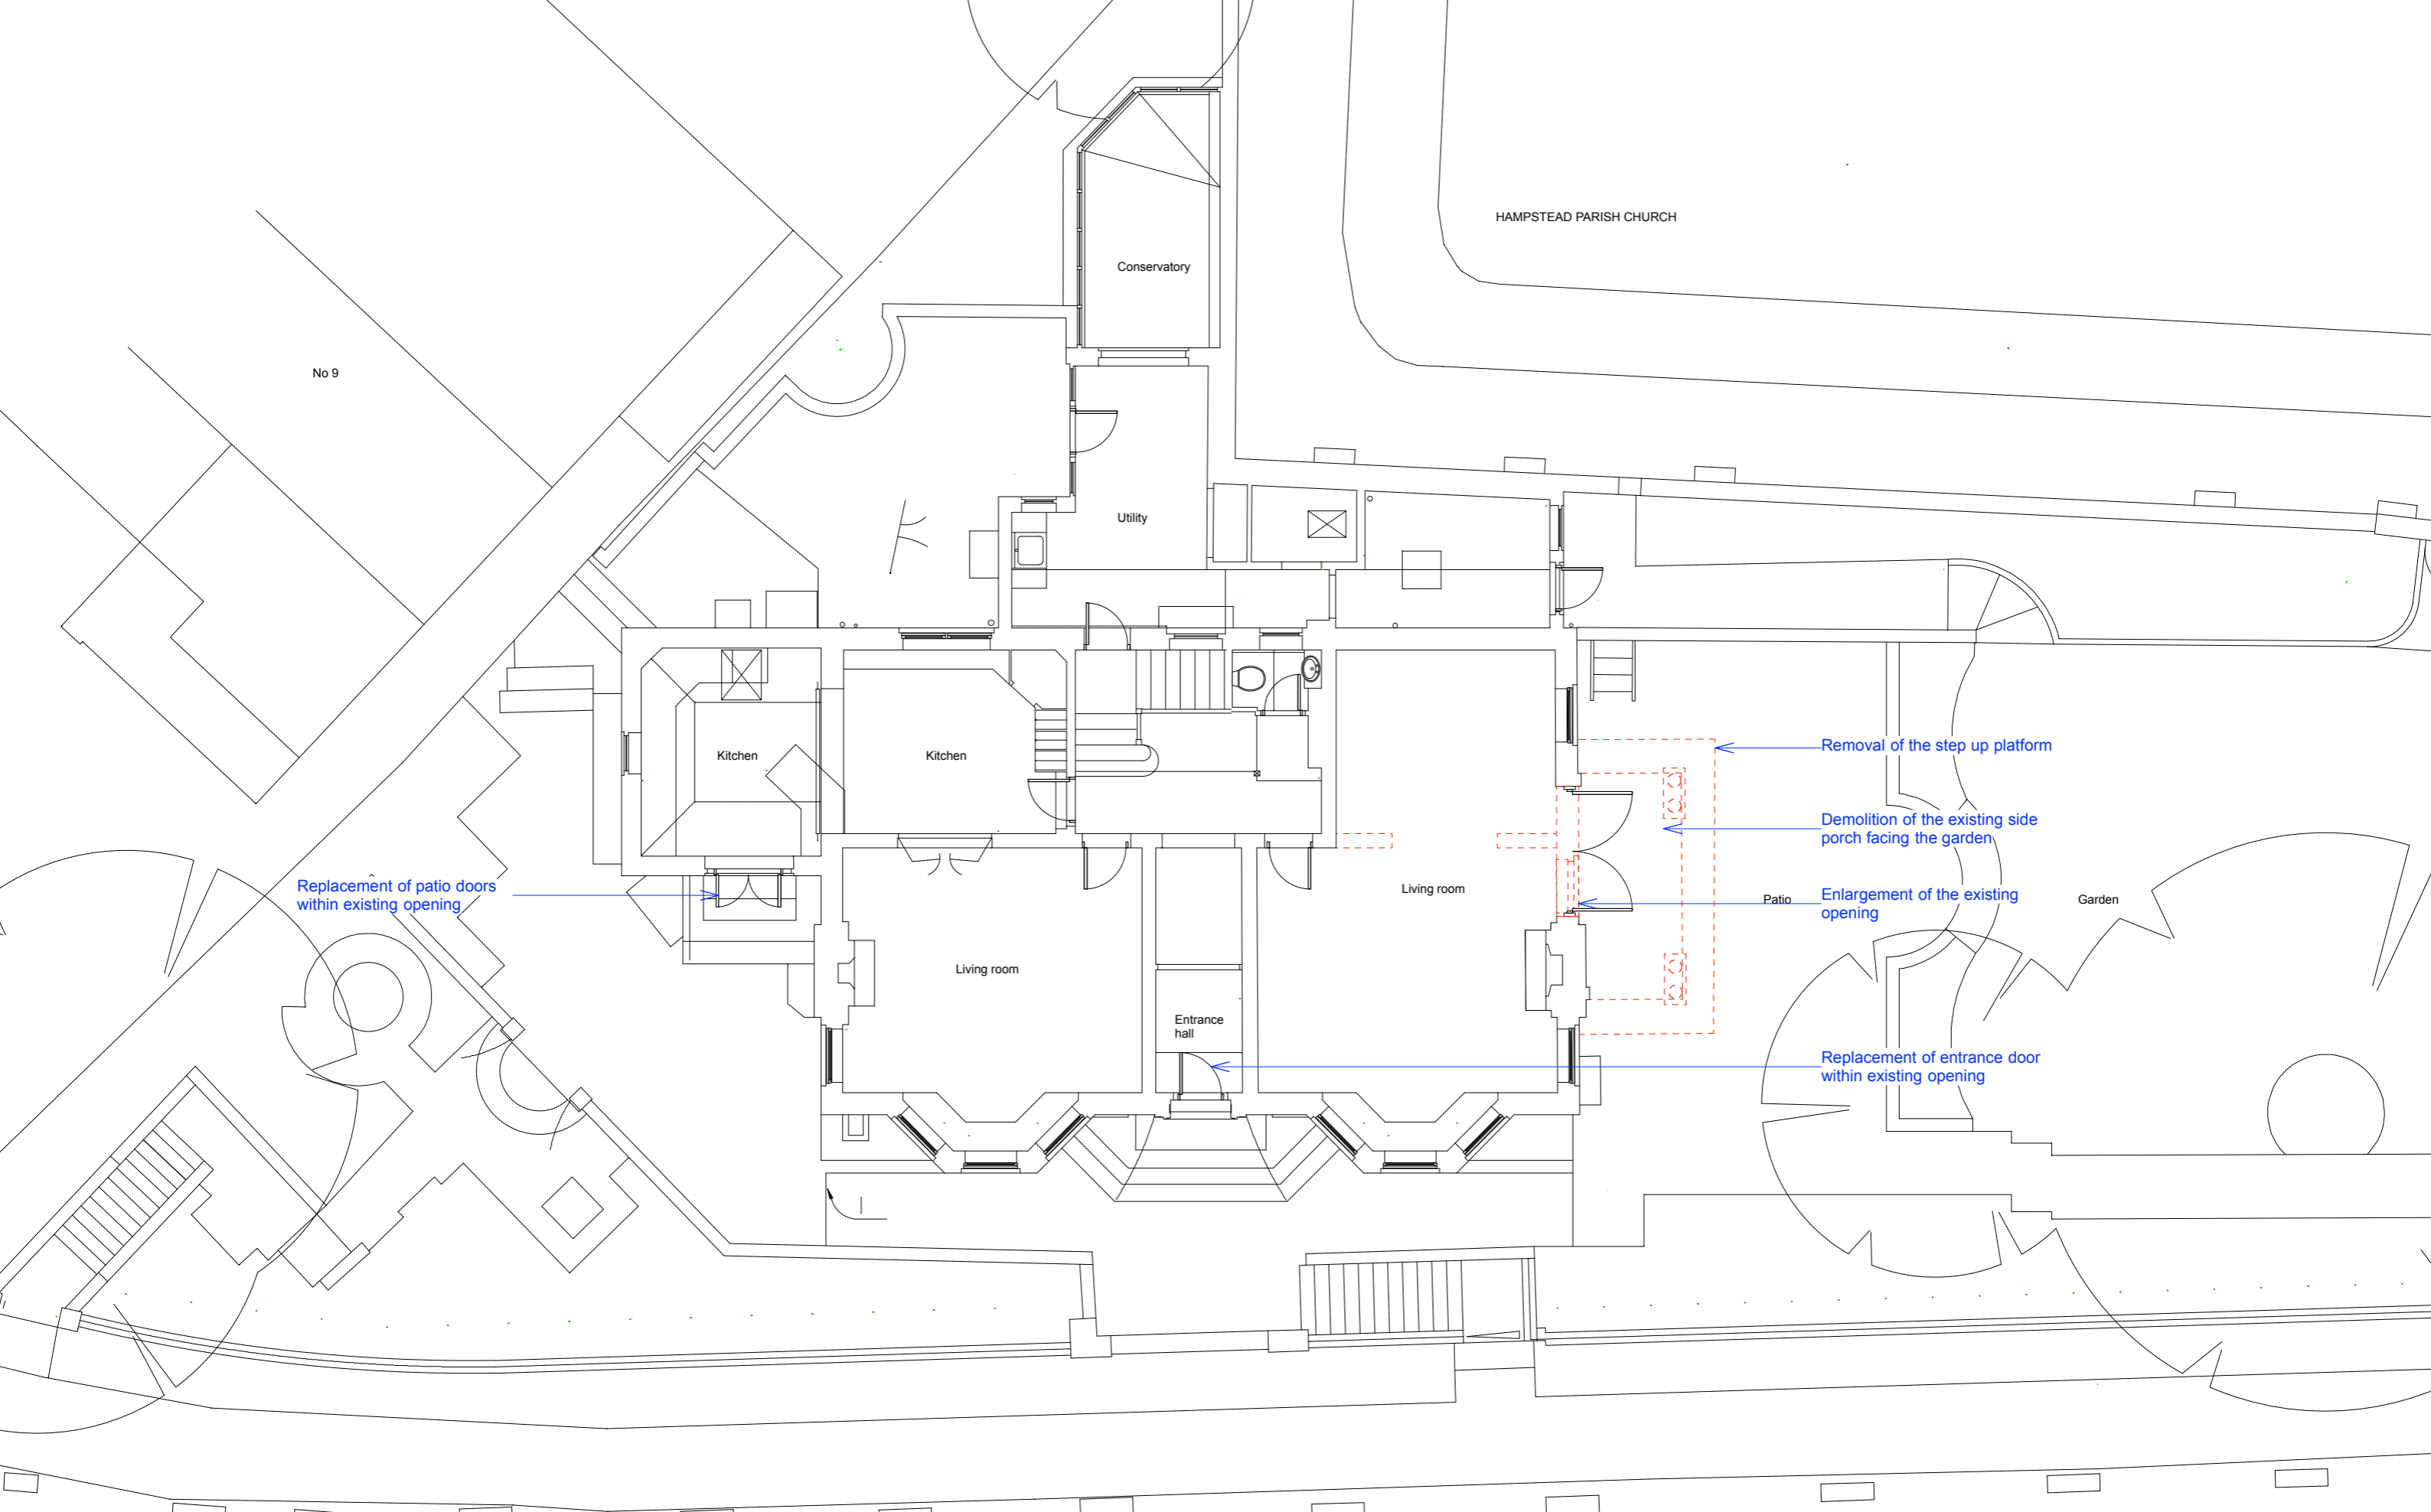 HAMPSTEAD PARISH CHURCH
Conservatory
No 9
Utility
Removal of the step up platform
Kitchen
Kitchen
Demolition of the existing side
porch facing the garden
Replacement of patio doors
within existing opening
Living room
Patio
Enlargement of the existing
opening
Garden
Living room
Entrance
hall
Replacement of entrance door
within existing opening